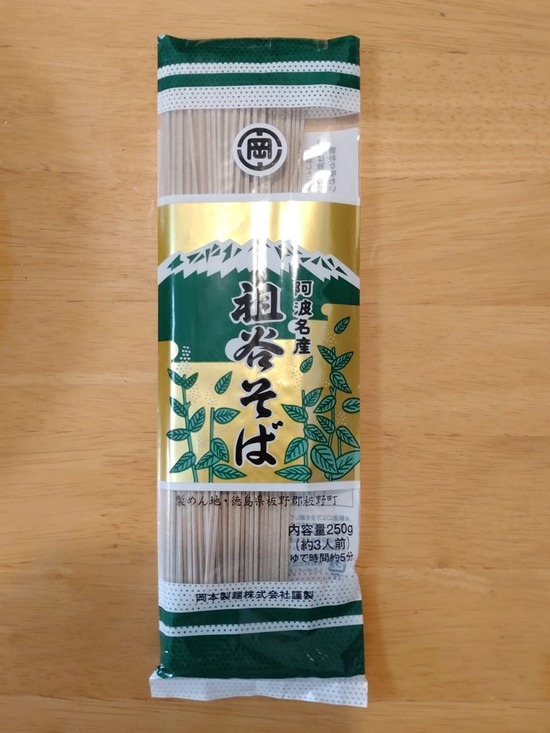 岡
阿波名産
祖谷そば
製めん地・徳島県板野郡板野町
内容量250g
(約3人前)
ゆで時間約5分
岡本製麺株式会社謹製